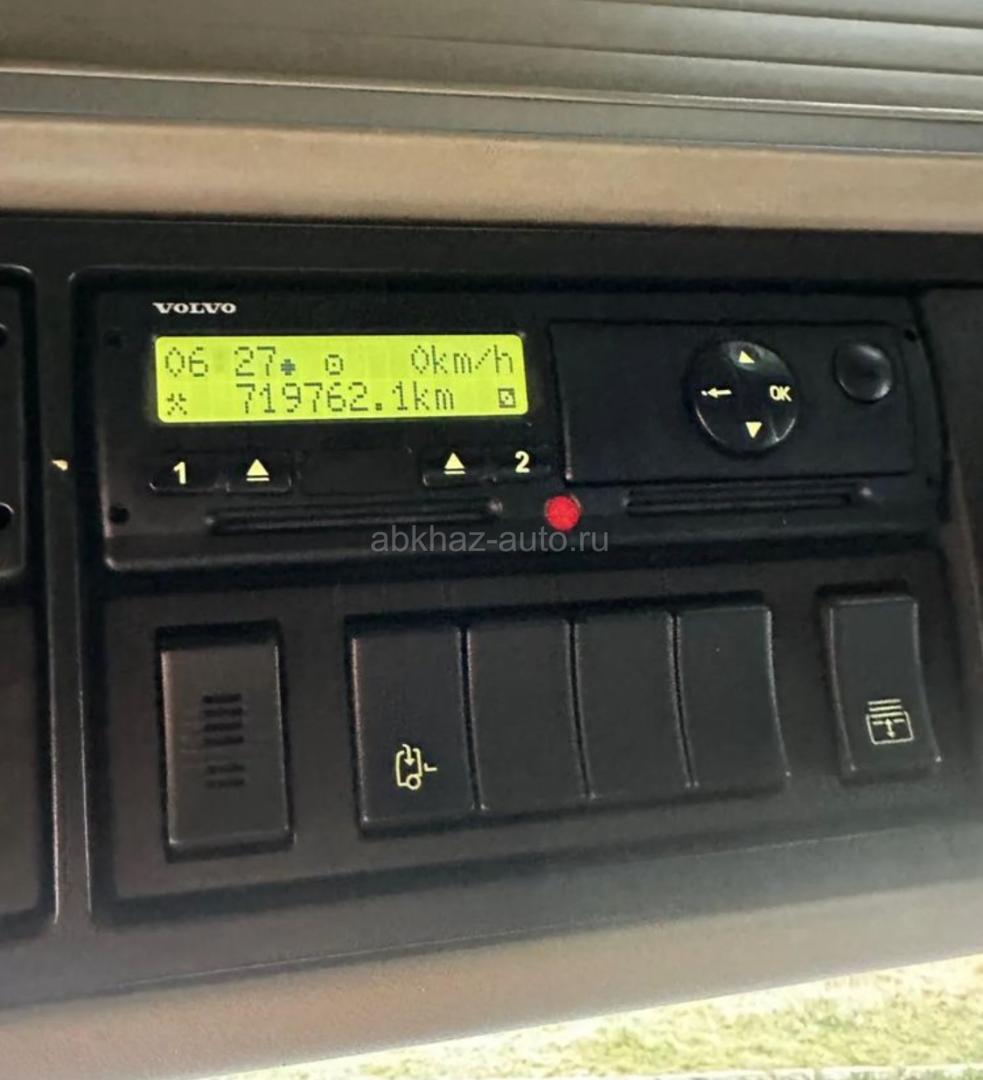 VOLVO
06 27 0km/h
719762.1km
1 2
OK
abkhaz-auto.ru